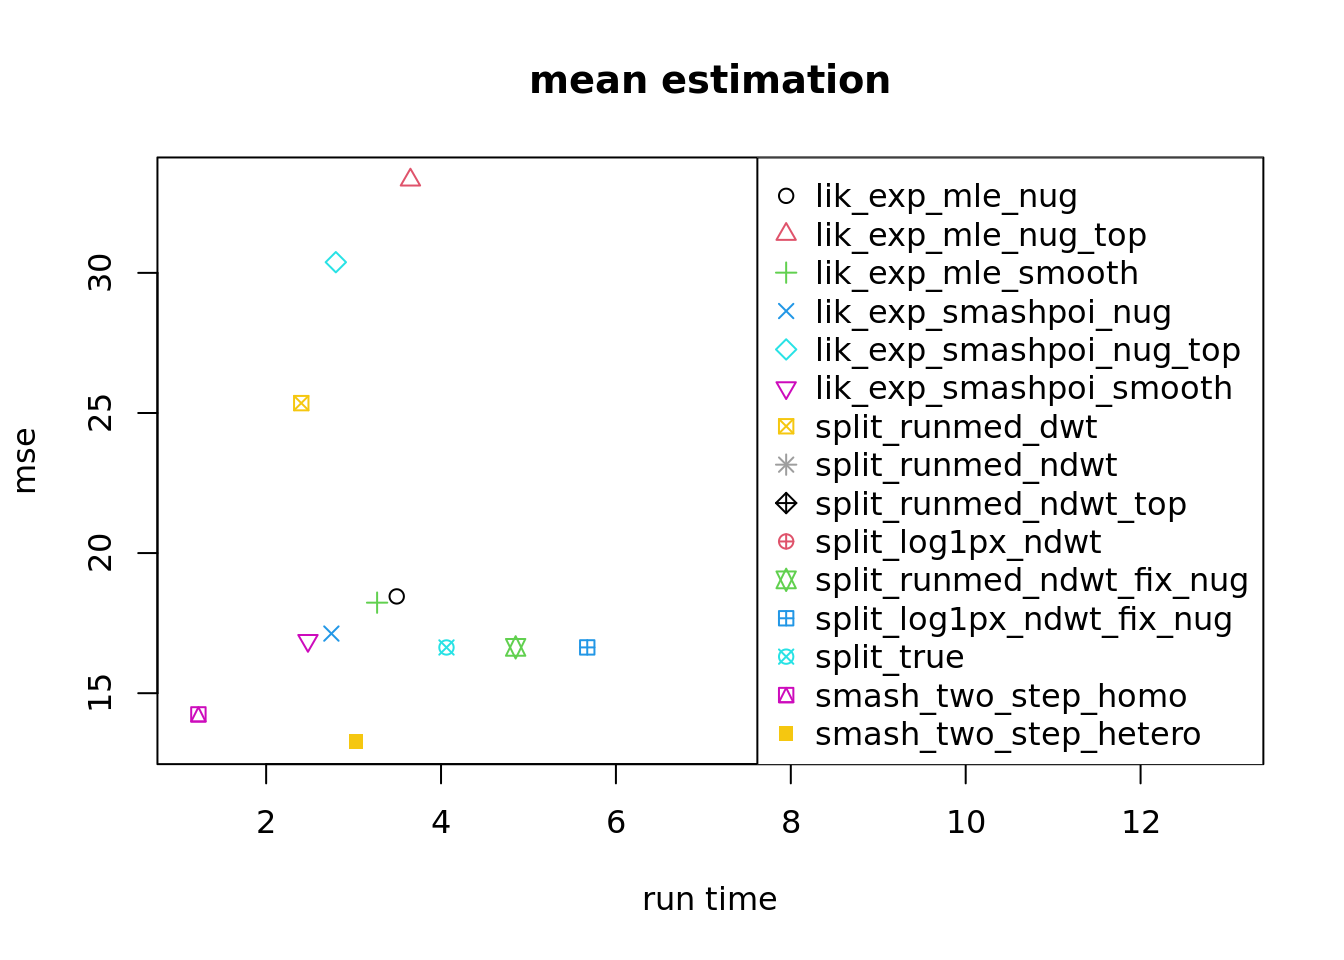 mean estimation
mse
30
25
20
15
lik_exp_mle_nug
lik_exp_mle_nug_top
lik_exp_mle_smooth
lik_exp_smashpoi_nug
lik_exp_smashpoi_nug_top
lik_exp_smashpoi_smooth
split_runmed_dwt
split_runmed_ndwt
split_runmed_ndwt_top
split_log1px_ndwt
split_runmed_ndwt_fix_nug
split_log1px_ndwt_fix_nug
split_true
smash_two_step_homo
smash_two_step_hetero
2 4 6 8 10 12
run time